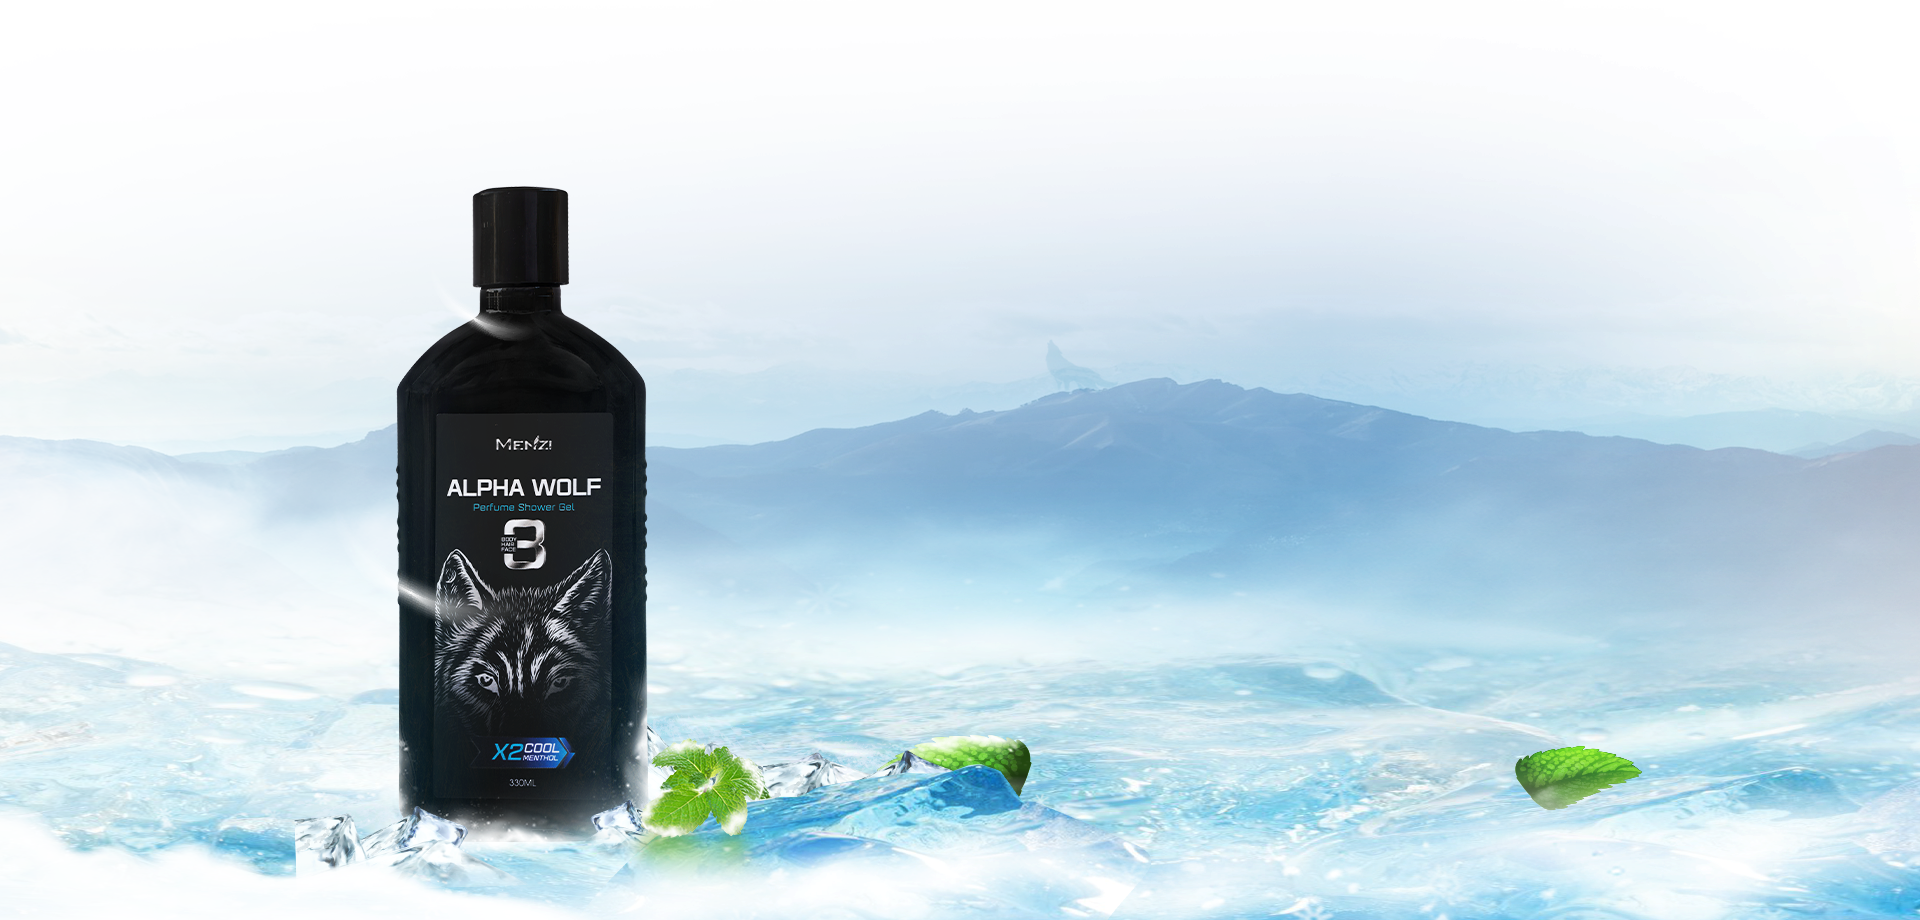 MENZI
ALPHA WOLF
Perfume Shower Gel
BODY
HAIR
FACE
3
X2 COOL
MENTHOL
330ML